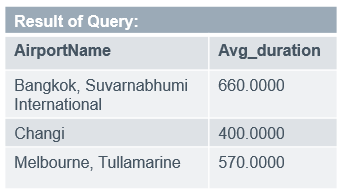 Result of Query:
AirportName Avg_duration
Bangkok, Suvarnabhumi 660.0000
International
Changi 400.0000
Melbourne, Tullamarine 570.0000